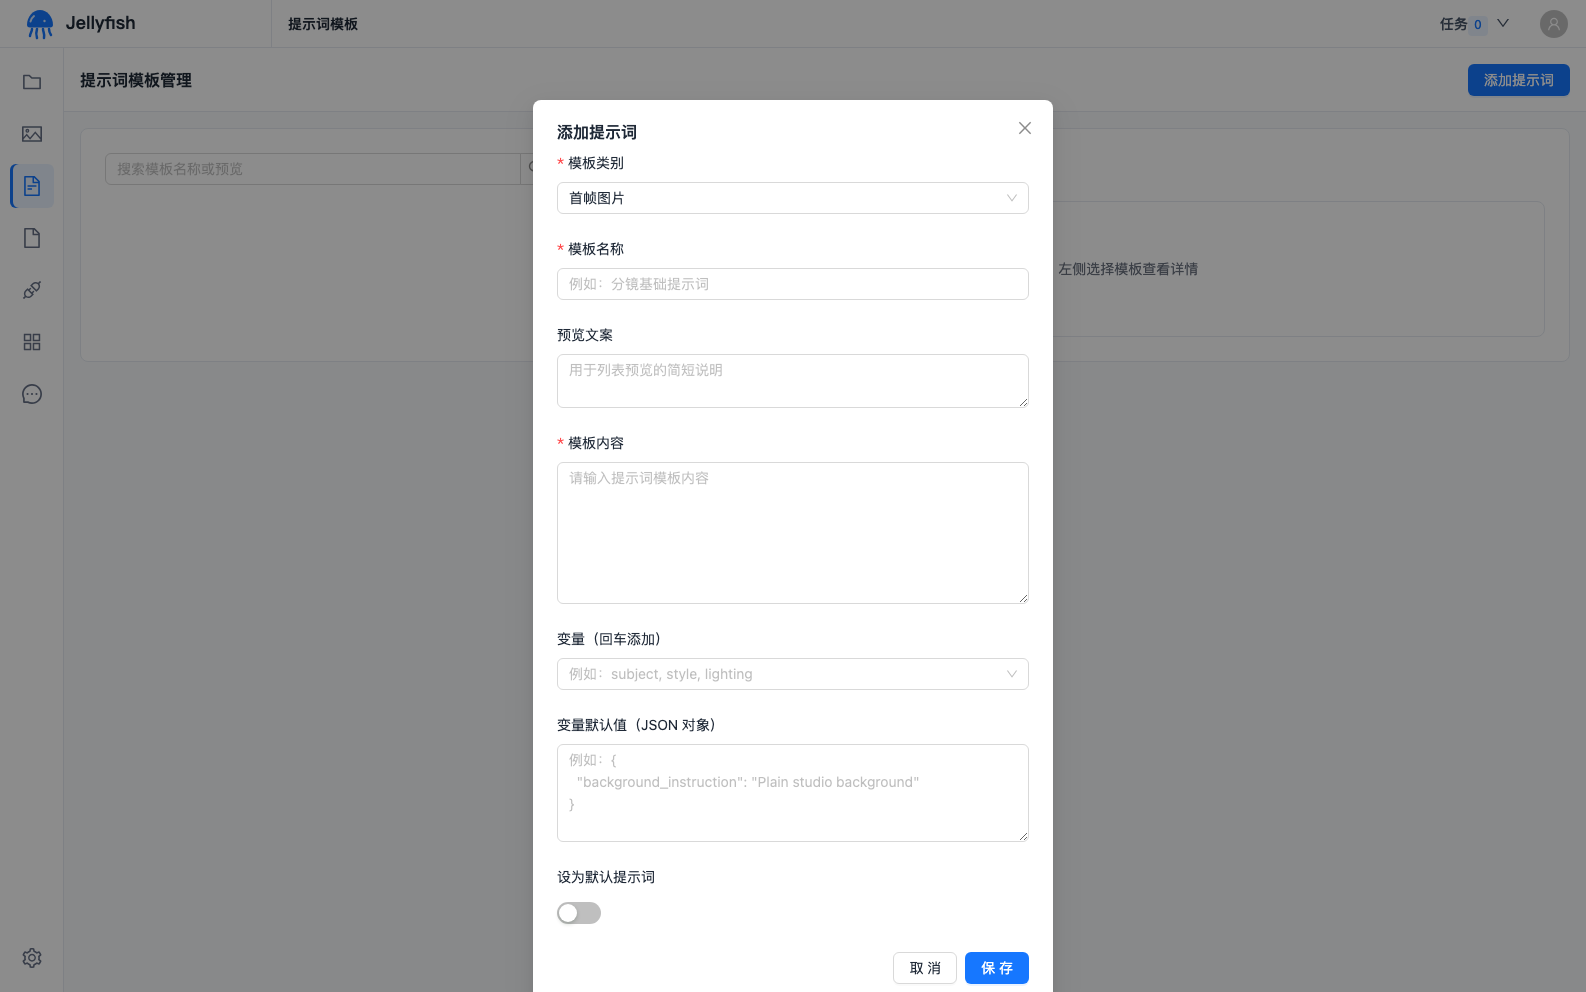 Jellyfish
提示词模板
任务 0
提示词模板管理
添加提示词
搜索模板名称或预览
左侧选择模板查看详情
添加提示词
* 模板类别
首帧图片
* 模板名称
例如：分镜基础提示词
预览文案
用于列表预览的简短说明
* 模板内容
请输入提示词模板内容
变量（回车添加）
例如：subject, style, lighting
变量默认值（JSON 对象）
例如：{
"background_instruction": "Plain studio background"
}
设为默认提示词
取 消
保 存